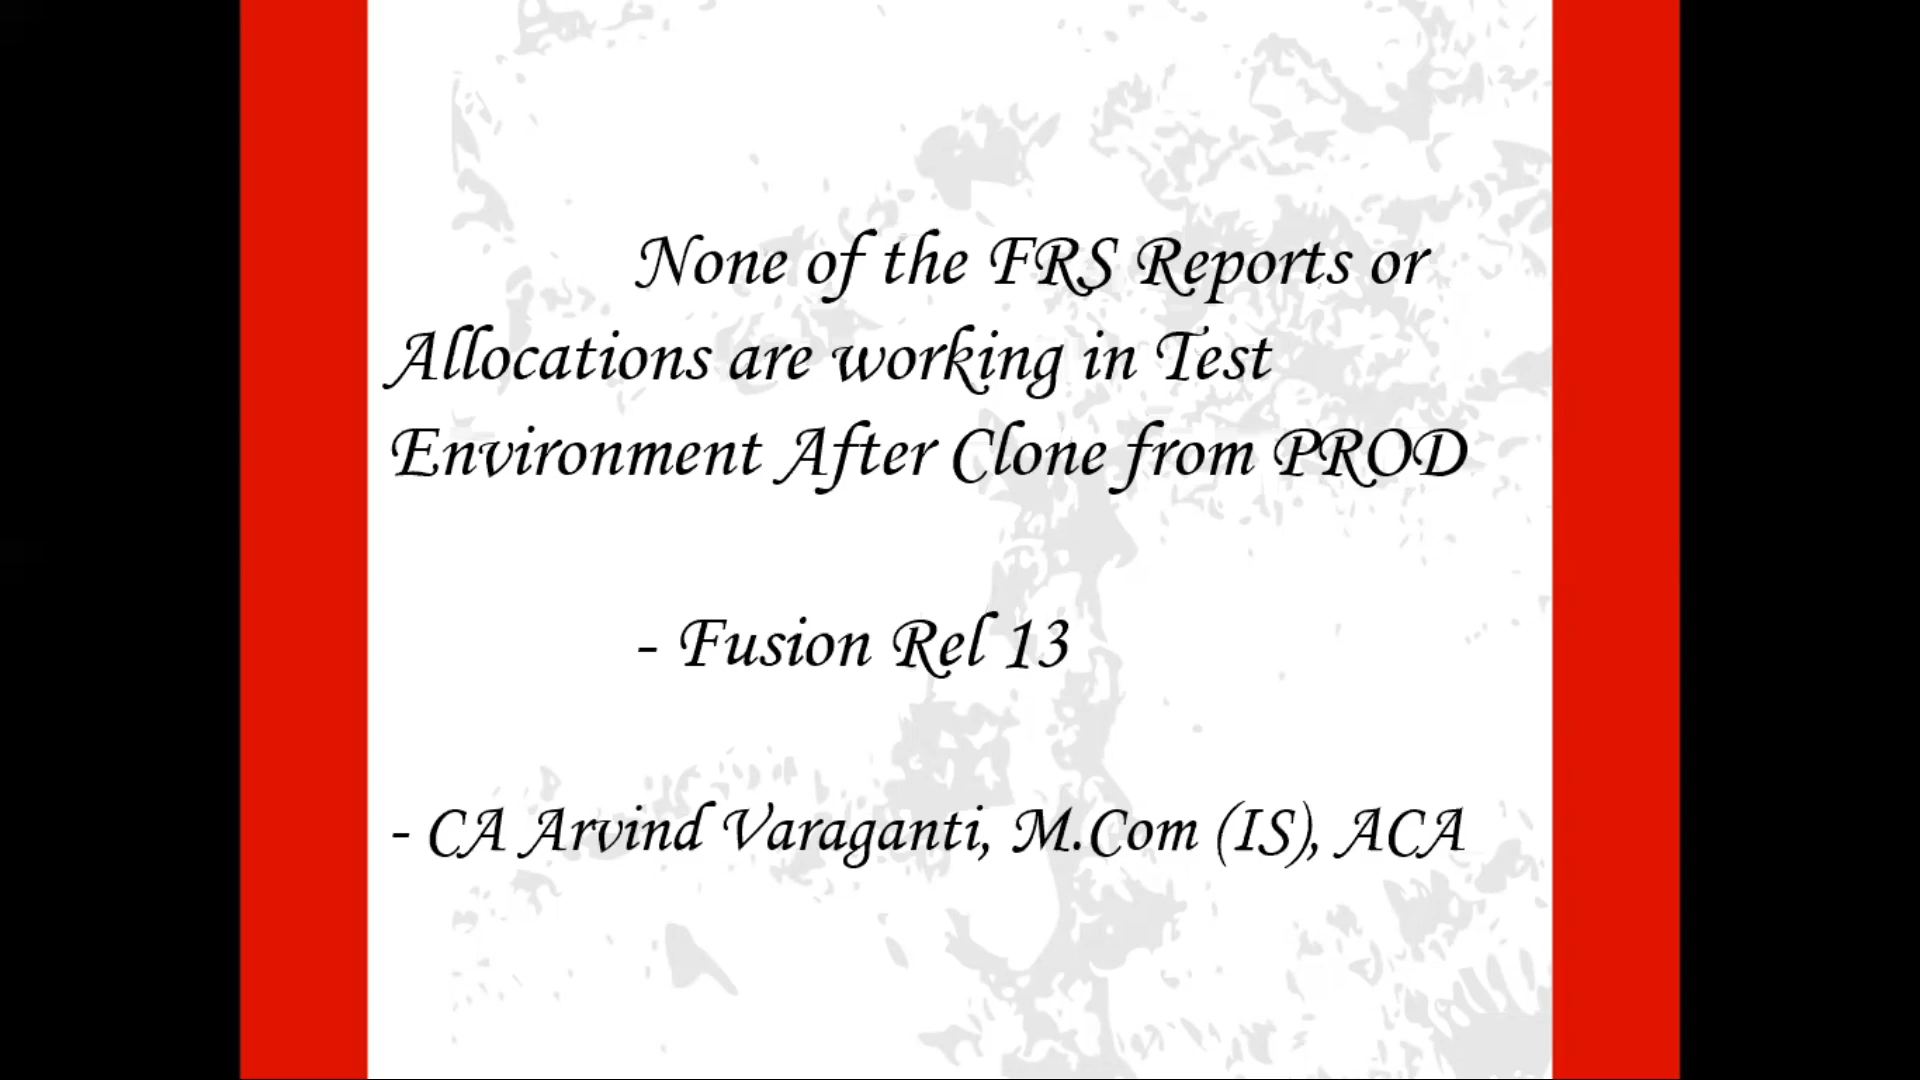 None of the FRS Reports or
Allocations are working in Test
Environment After Clone from PROD
- Fusion Rel 13
- CA Arvind Varaganti, M.Com (IS), ACA